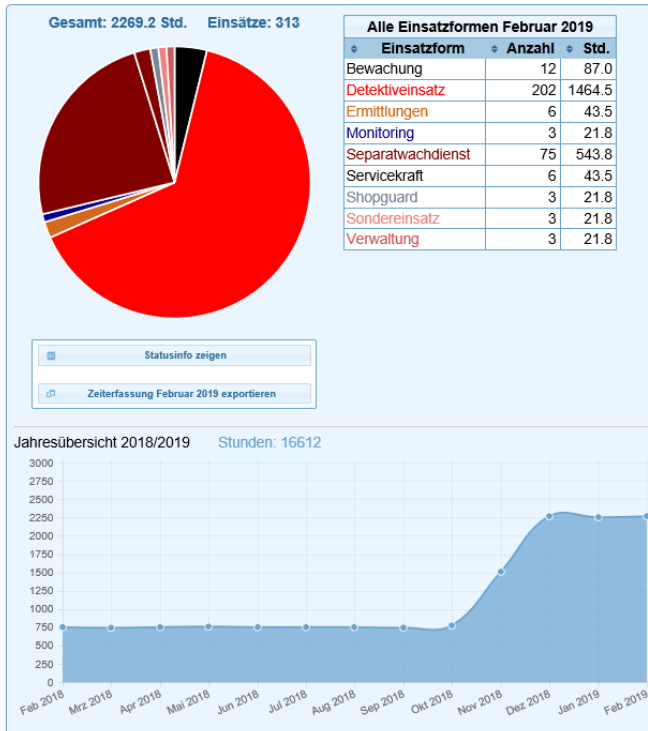 Gesamt: 2269.2 Std. Einsätze: 313
Alle Einsatzformen Februar 2019
Einsatzform Anzahl Std.
Bewachung 12 87.0
Detektiveinsatz 202 1464.5
Ermittlungen 6 43.5
Monitoring 3 21.8
Separatwachdienst 75 543.8
Servicekraft 6 43.5
Shopguard 3 21.8
Sondereinsatz 3 21.8
Verwaltung 3 21.8
Statusinfo zeigen
Zeiterfassung Februar 2019 exportieren
Jahresübersicht 2018/2019 Stunden: 16612
3000
2750
2500
2250
2000
1750
1500
1250
1000
750
500
250
0
Feb 2018 Mrz 2018 Apr 2018 Mai 2018 Jun 2018 Jul 2018 Aug 2018 Sep 2018 Okt 2018 Nov 2018 Dez 2018 Jan 2019 Feb 2019